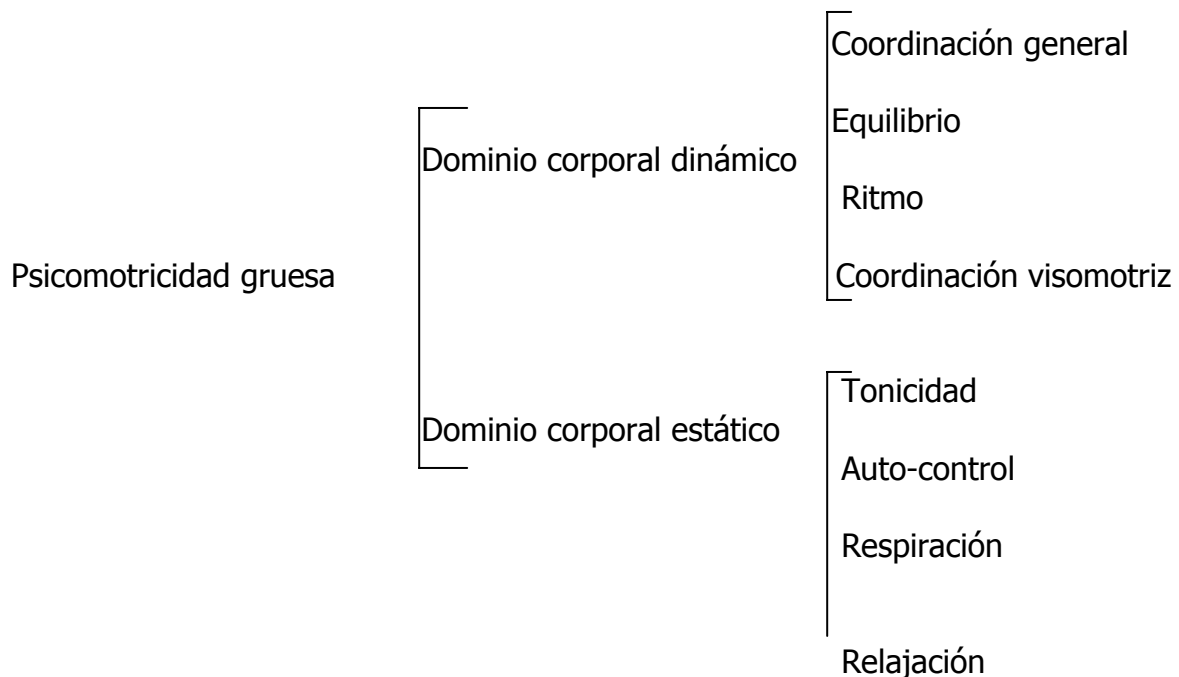 Coordinación general
Equilibrio
Dominio corporal dinámico
Ritmo
Psicomotricidad gruesa
Coordinación visomotriz
Tonicidad
Dominio corporal estático
Auto-control
Respiración
Relajación